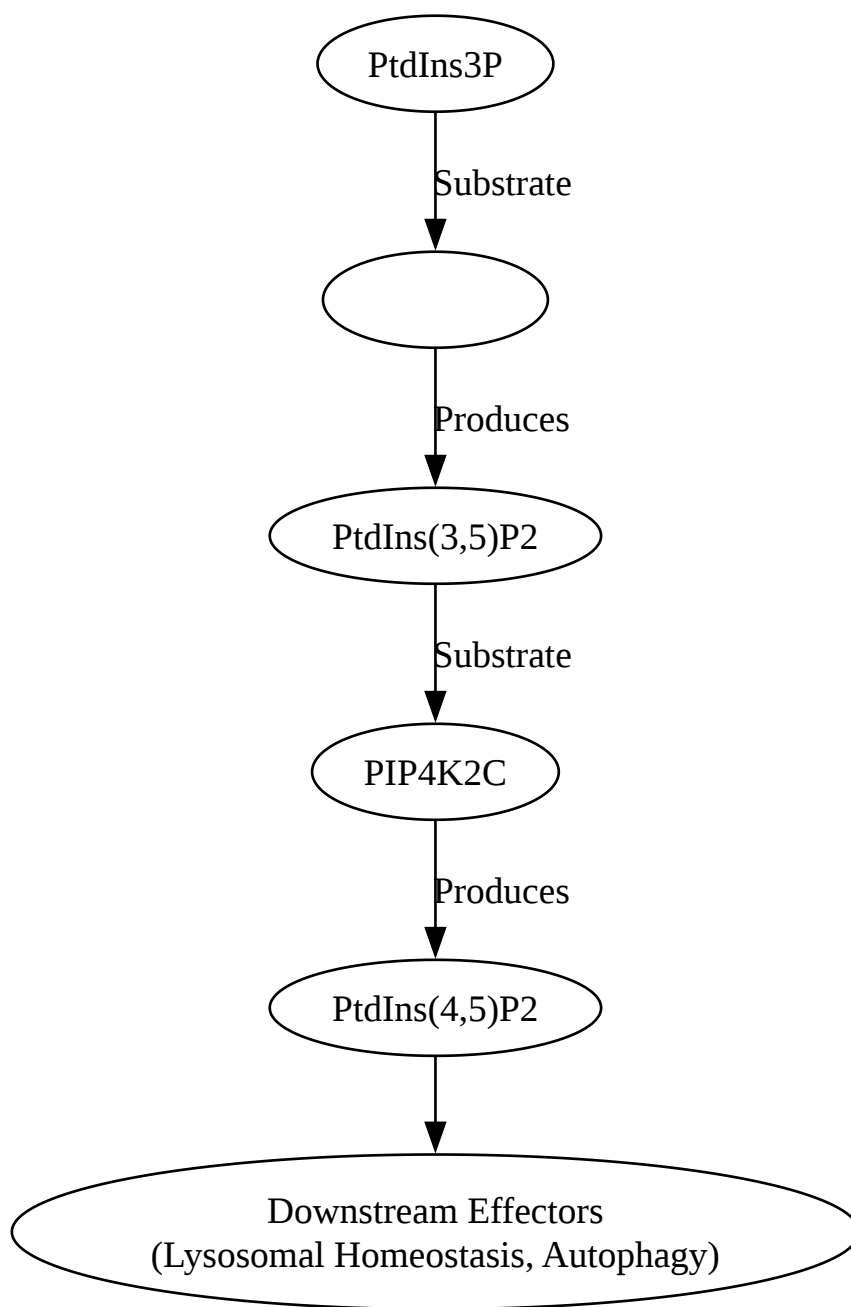 PtdIns3P
Substrate
Produces
PtdIns(3,5)P2
Substrate
PIP4K2C
Produces
PtdIns(4,5)P2
Downstream Effectors
(Lysosomal Homeostasis, Autophagy)